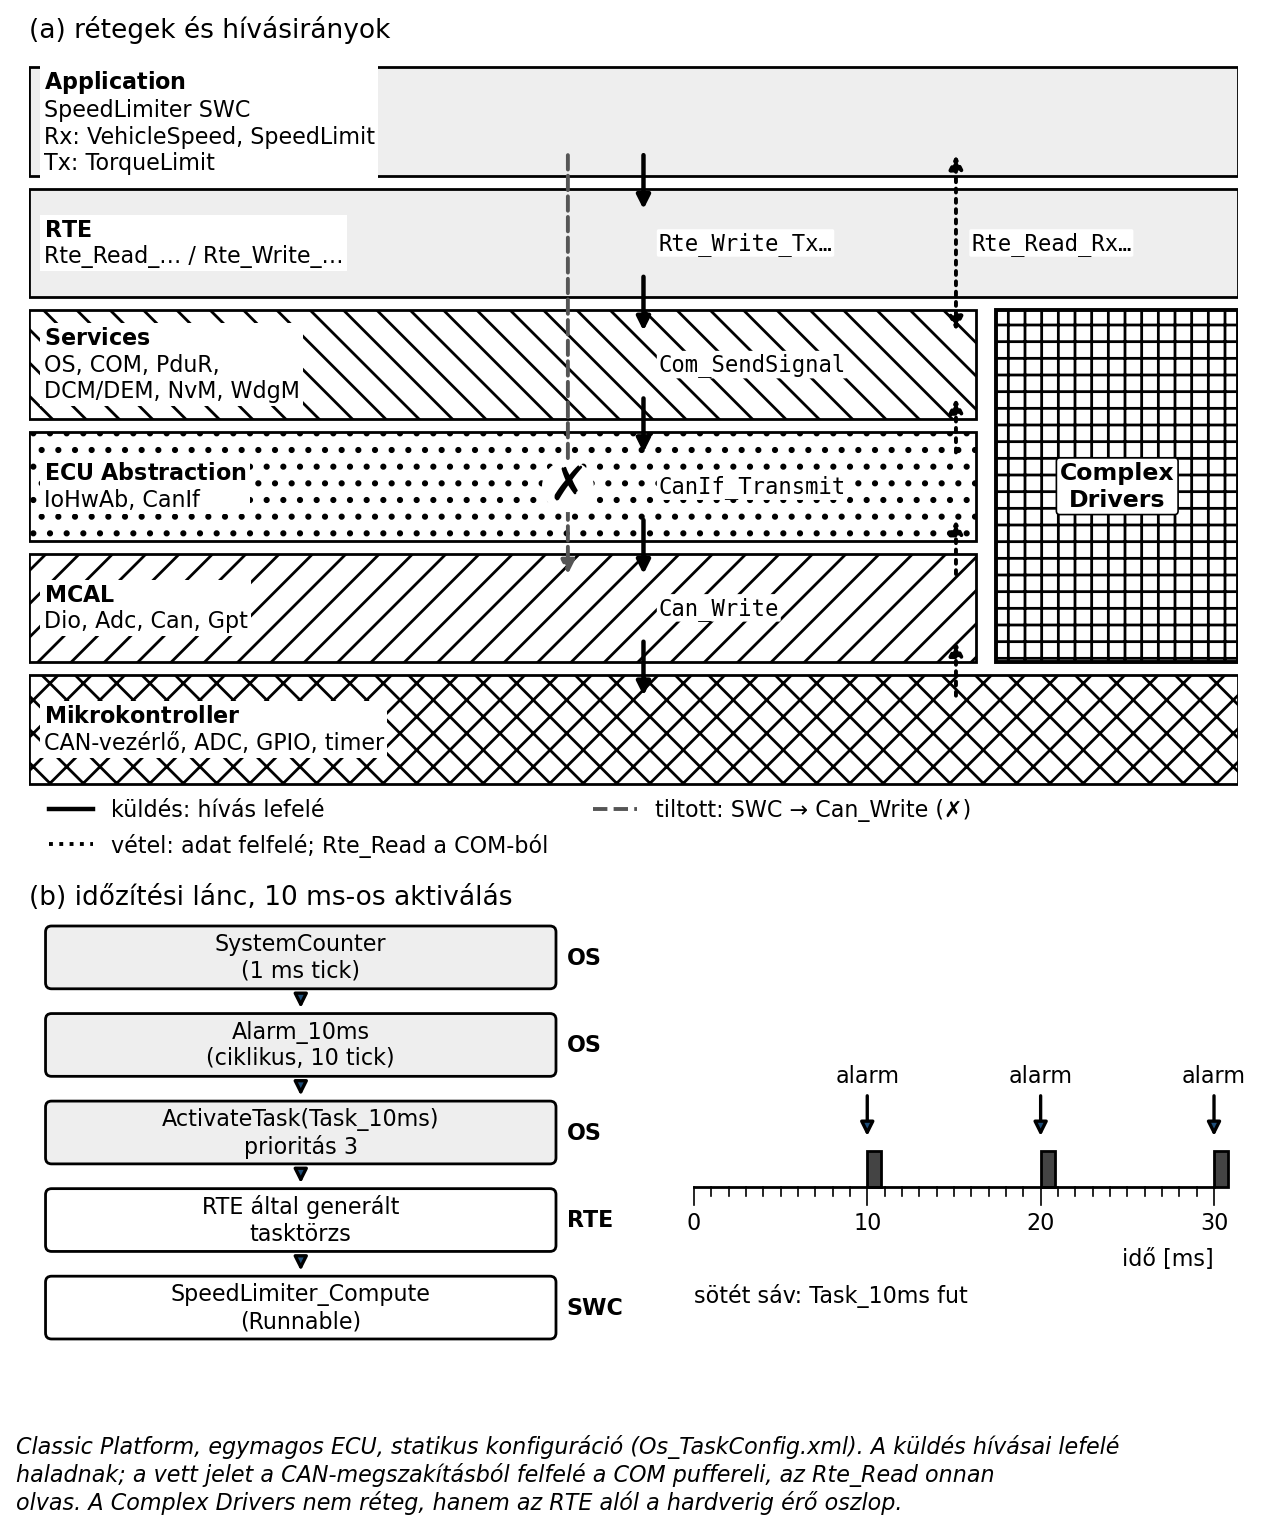 (a) rétegek és hívásirányok
Application
SpeedLimiter SWC
Rx: VehicleSpeed, SpeedLimit
Tx: TorqueLimit
RTE
Rte_Read_… / Rte_Write_…
Rte_Write_Tx…
Rte_Read_Rx…
Services
OS, COM, PduR,
DCM/DEM, NvM, WdgM
Com_SendSignal
ECU Abstraction
IoHwAb, CanIf
✗
CanIf_Transmit
Complex
Drivers
MCAL
Dio, Adc, Can, Gpt
Can_Write
Mikrokontroller
CAN-vezérlő, ADC, GPIO, timer
küldés: hívás lefelé
tiltott: SWC → Can_Write (✗)
vétel: adat felfelé; Rte_Read a COM-ból
(b) időzítési lánc, 10 ms-os aktiválás
SystemCounter
(1 ms tick)
OS
Alarm_10ms
(ciklikus, 10 tick)
OS
ActivateTask(Task_10ms)
prioritás 3
OS
RTE által generált
tasktörzs
RTE
SpeedLimiter_Compute
(Runnable)
SWC
alarm alarm alarm
0 10 20 30
idő [ms]
sötét sáv: Task_10ms fut
Classic Platform, egymagos ECU, statikus konfiguráció (Os_TaskConfig.xml). A küldés hívásai lefelé
haladnak; a vett jelet a CAN-megszakításból felfelé a COM puffereli, az Rte_Read onnan
olvas. A Complex Drivers nem réteg, hanem az RTE alól a hardverig érő oszlop.